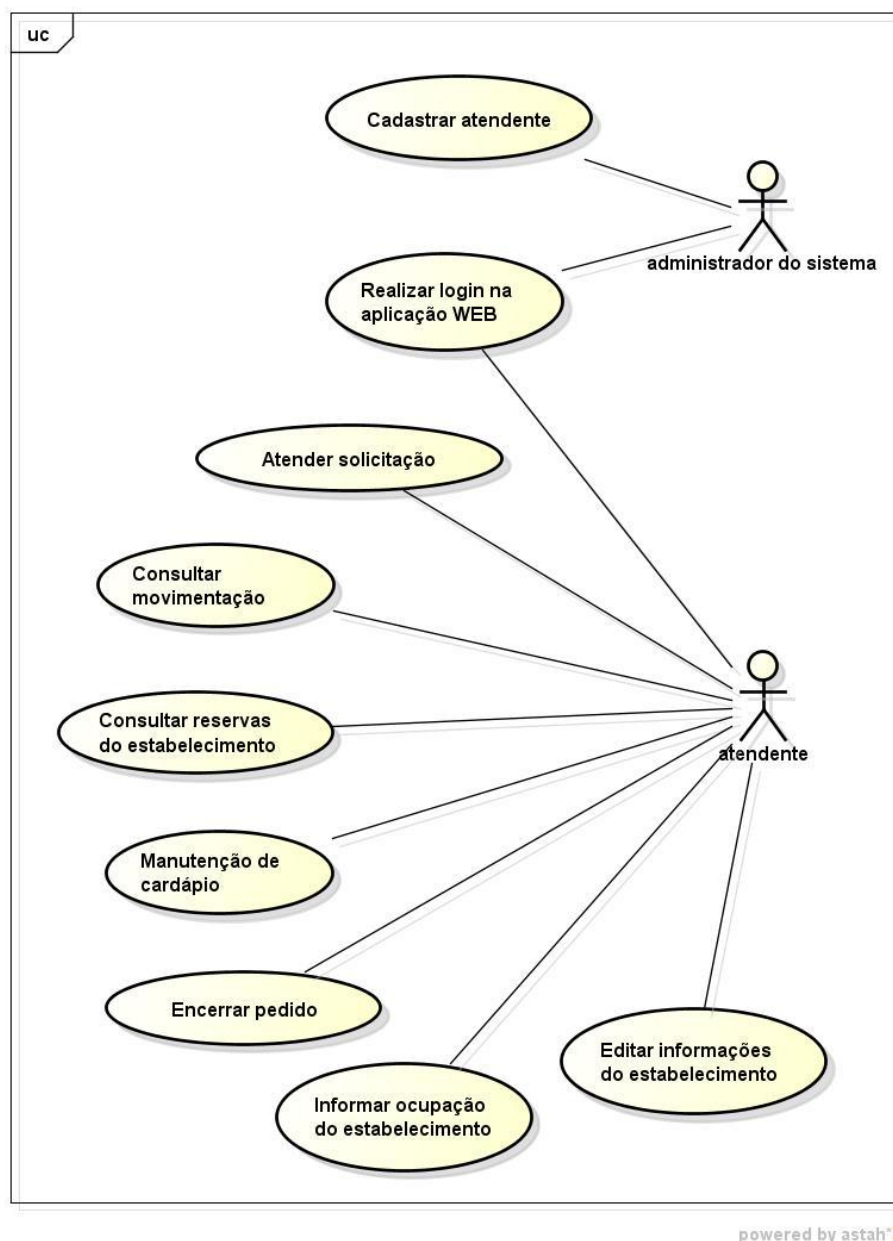 uc
Cadastrar atendente
administrador do sistema
Realizar login na
aplicação WEB
Atender solicitação
Consultar
movimentação
Consultar reservas
do estabelecimento
atendente
Manutenção de
cardápio
Encerrar pedido
Editar informações
do estabelecimento
Informar ocupação
do estabelecimento
powered by astah*